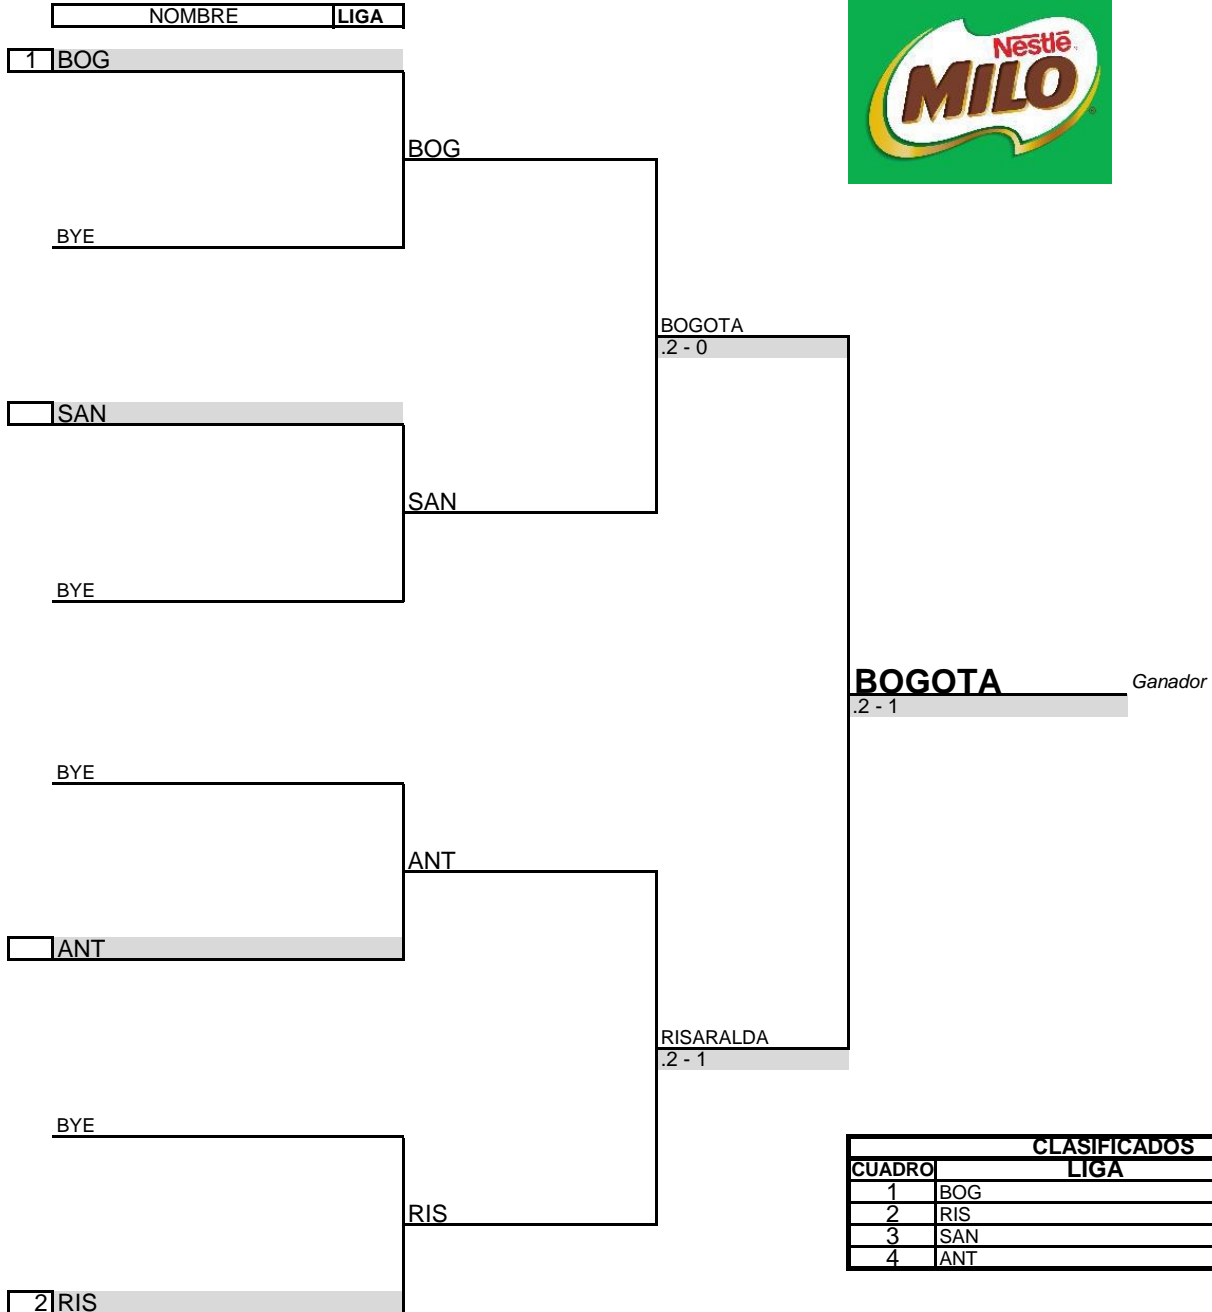 NOMBRE LIGA
1 BOG
BOG
BYE
BOGOTA
.2 - 0
SAN
SAN
BYE
BOGOTA Ganador
.2 - 1
BYE
ANT
ANT
RISARALDA
.2 - 1
BYE
RIS
2 RIS
Nestlé
MILO
CLASIFICADOS
CUADRO LIGA
1 BOG
2 RIS
3 SAN
4 ANT